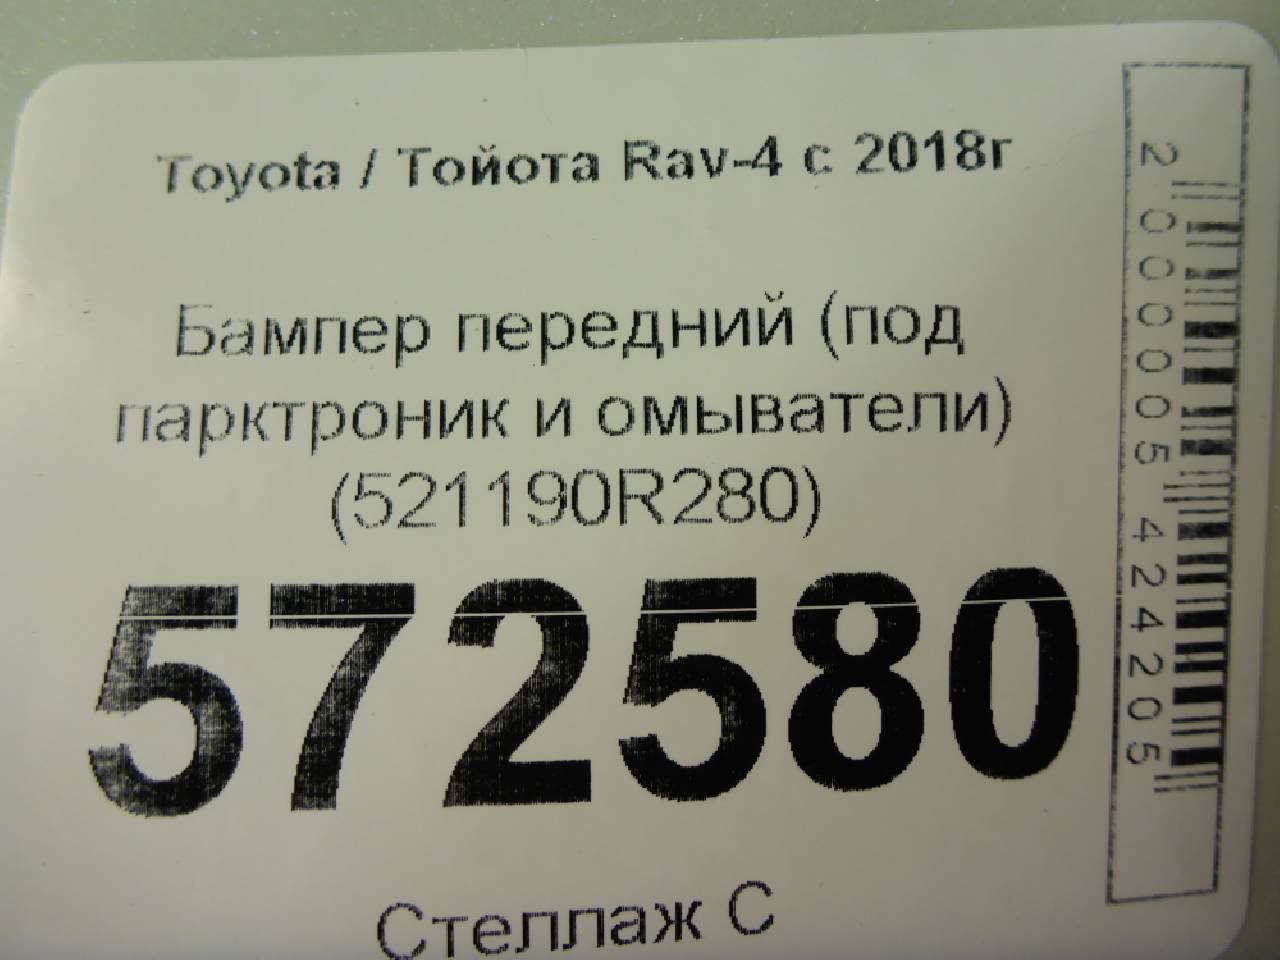 Toyota / Тойота Rav-4 с 2018г
Бампер передний (под
парктроник и омыватели)
(521190R280)
572580
Стеллаж С
2000005424205